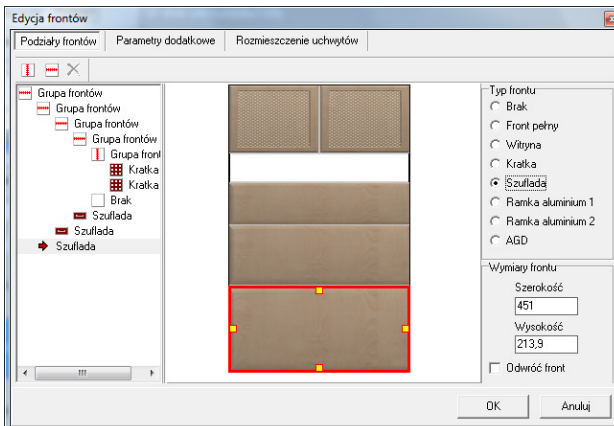 Edycja frontów
Podziały frontów
Parametry dodatkowe
Rozmieszczenie uchwytów
Grupa frontów
Grupa frontów
Grupa frontów
Grupa frontów
Grupa front
Kratka
Kratka
Brak
Szuflada
Szuflada
Szuflada
Typ frontu
Brak
Front pełny
Witryna
Kratka
Szuflada
Ramka aluminium 1
Ramka aluminium 2
AGD
Wymiary frontu
Szerokość
451
Wysokość
213,9
Odwróć front
OK
Anuluj